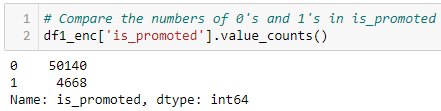 1 # Compare the numbers of 0's and 1's in is_promoted
2 df1_enc['is_promoted'].value_counts()
0    50140
1     4668
Name: is_promoted, dtype: int64